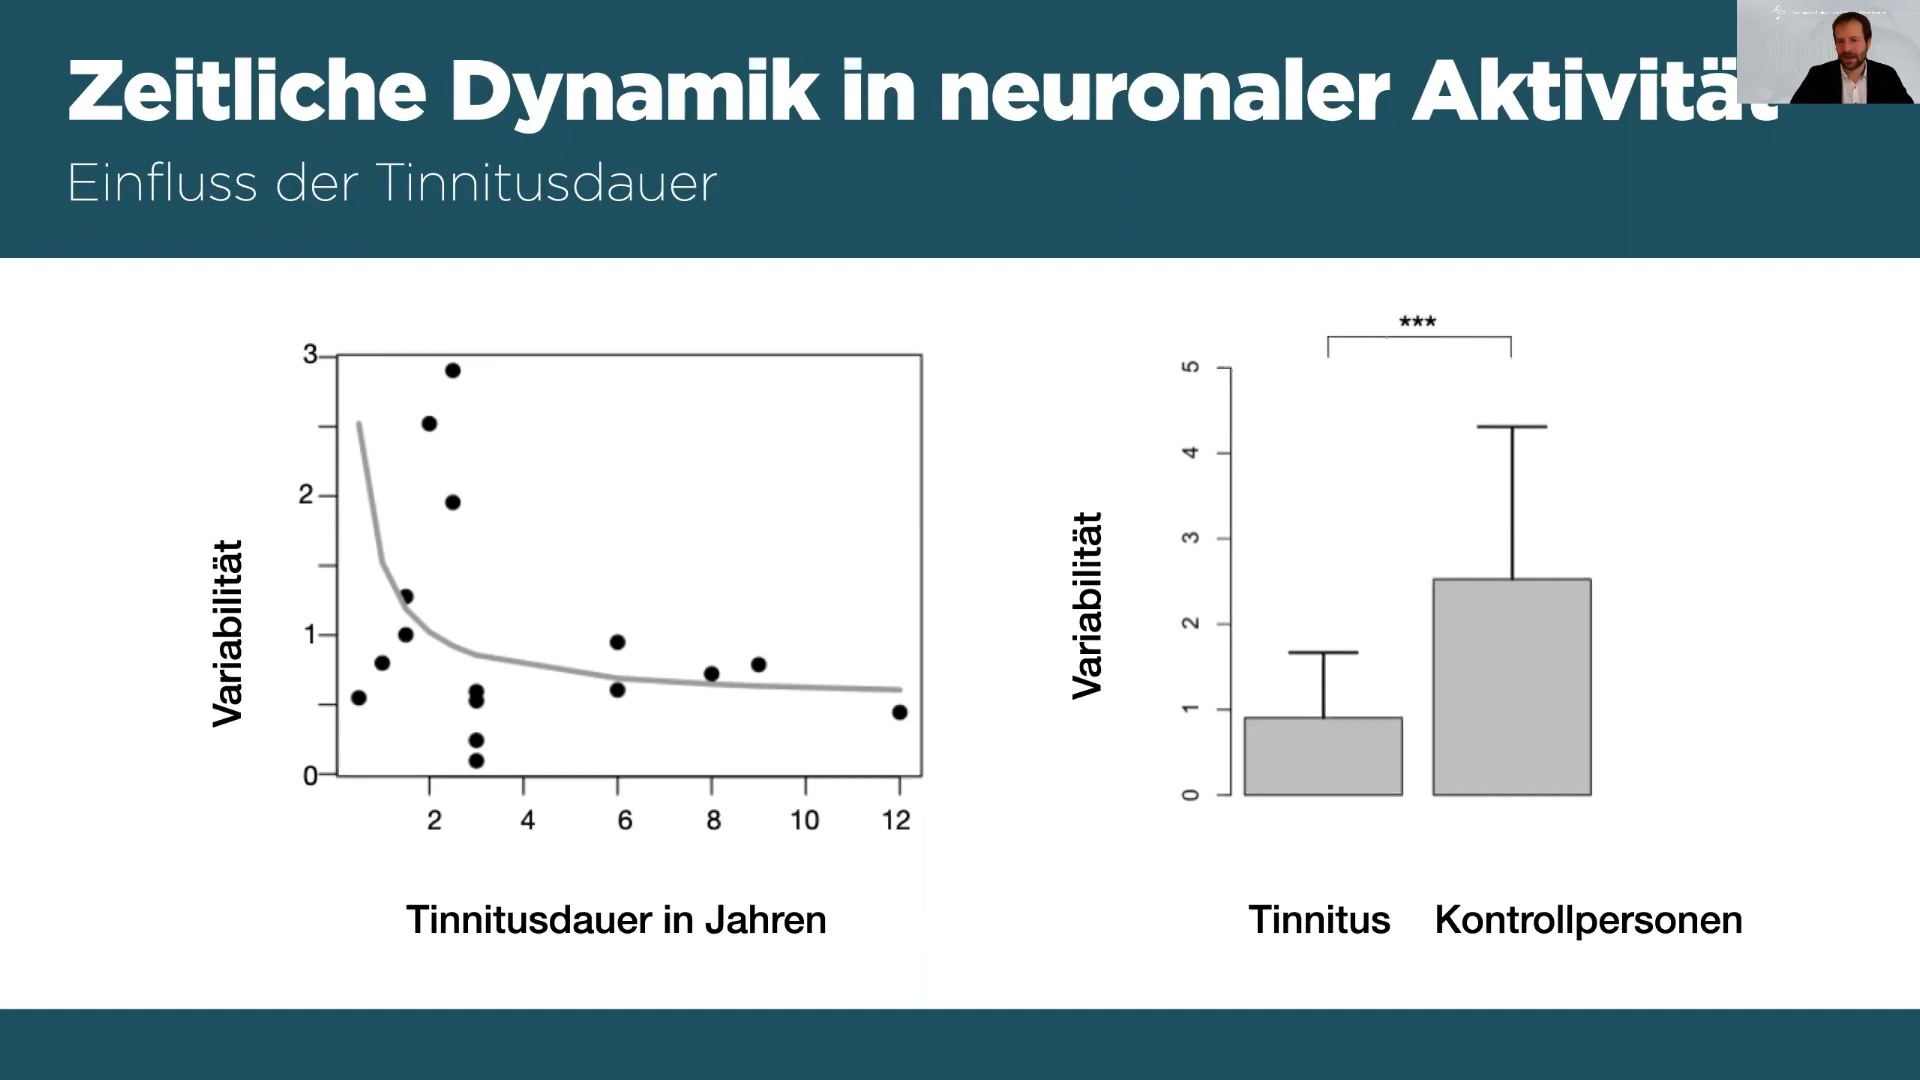 Zeitliche Dynamik in neuronaler Aktivität
Einfluss der Tinnitusdauer
Variabilität
3
2
1
0
2 4 6 8 10 12
Tinnitusdauer in Jahren
Variabilität
***
5
4
3
2
1
0
Tinnitus Kontrollpersonen